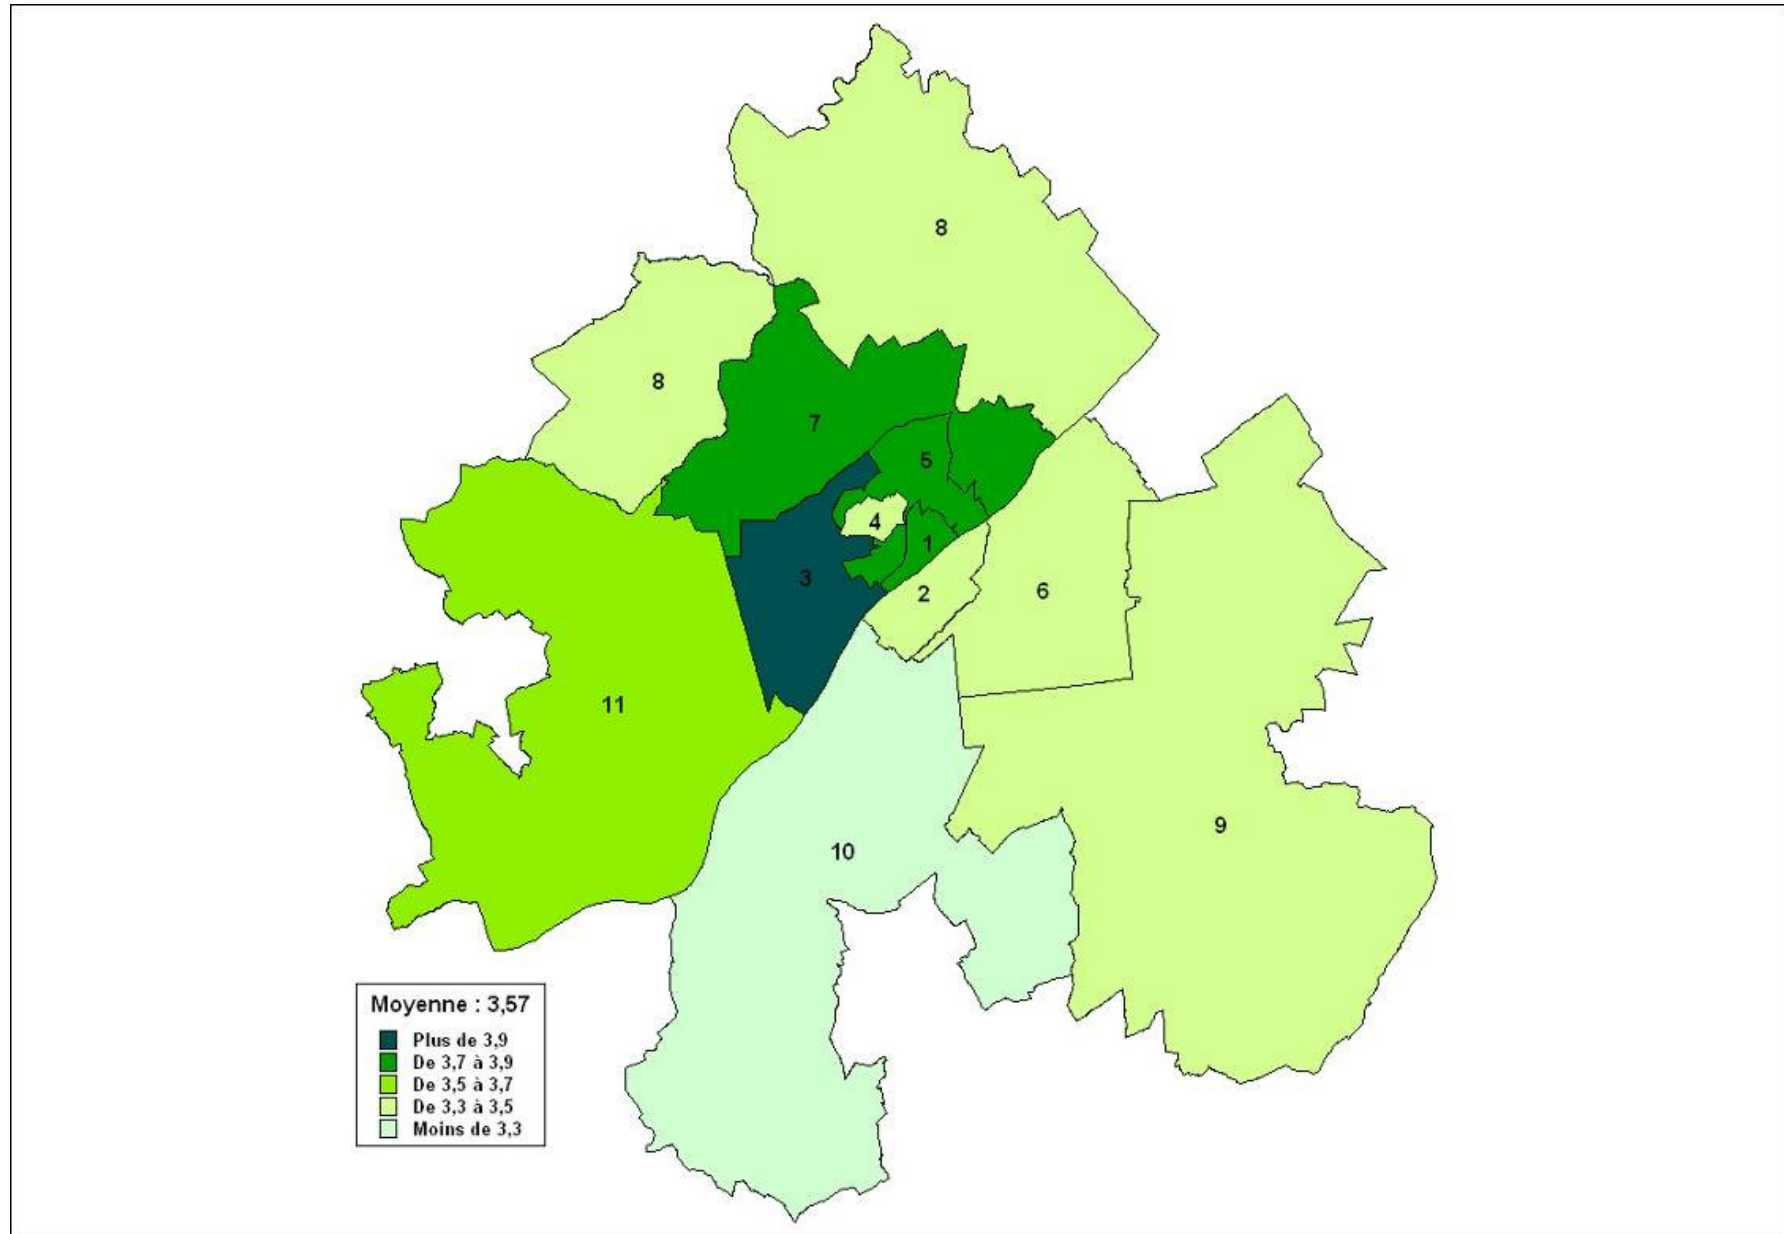 8
8
7
5
4
1
3
2
6
11
9
10
Moyenne : 3,57
Plus de 3,9
De 3,7 à 3,9
De 3,5 à 3,7
De 3,3 à 3,5
Moins de 3,3